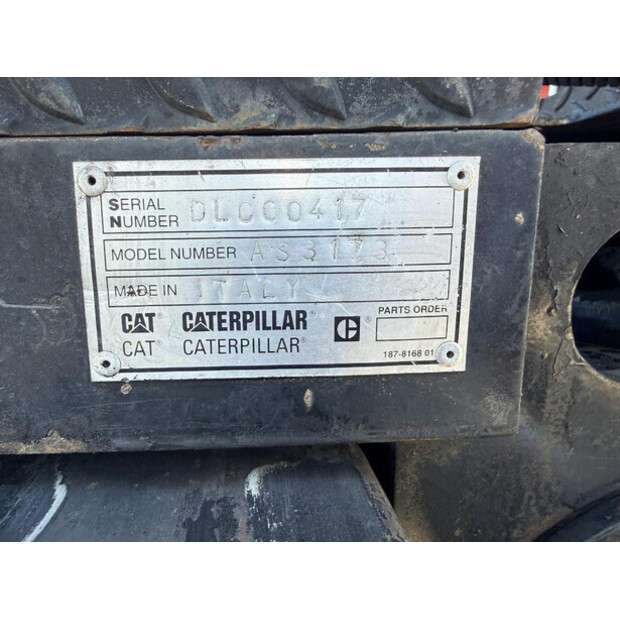 SERIAL
NUMBER DLC00417
MODEL NUMBER AS3173
MADE IN ITALY
CAT CATERPILLAR® C ® PARTS ORDER
CAT® CATERPILLAR®
187-8168 01